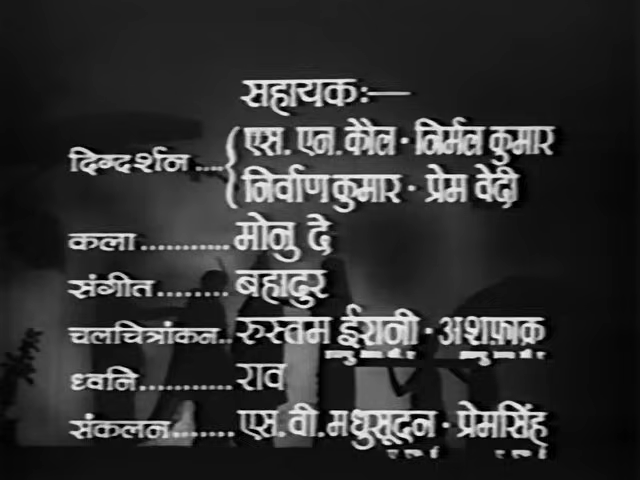 सहायक:—
दिग्दर्शन .... { एस. एन. कौल · निर्मल कुमार
निर्वाण कुमार · प्रेम वेदी
कला........... मोनु दे
संगीत........ बहादुर
चलचित्रांकन.. रुस्तम ईरानी · अशफ़ाक़
ध्वनि........... राव
संकलन....... एस. वी. मधुसूदन · प्रेमसिंह